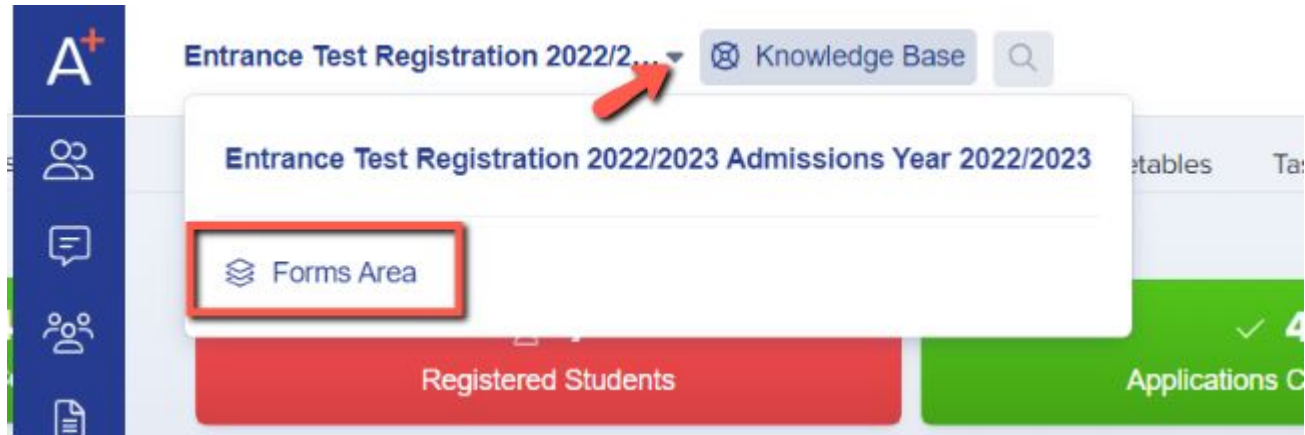 A+
Entrance Test Registration 2022/2...
Knowledge Base
Entrance Test Registration 2022/2023 Admissions Year 2022/2023
Forms Area
Registered Students
4
Applications C